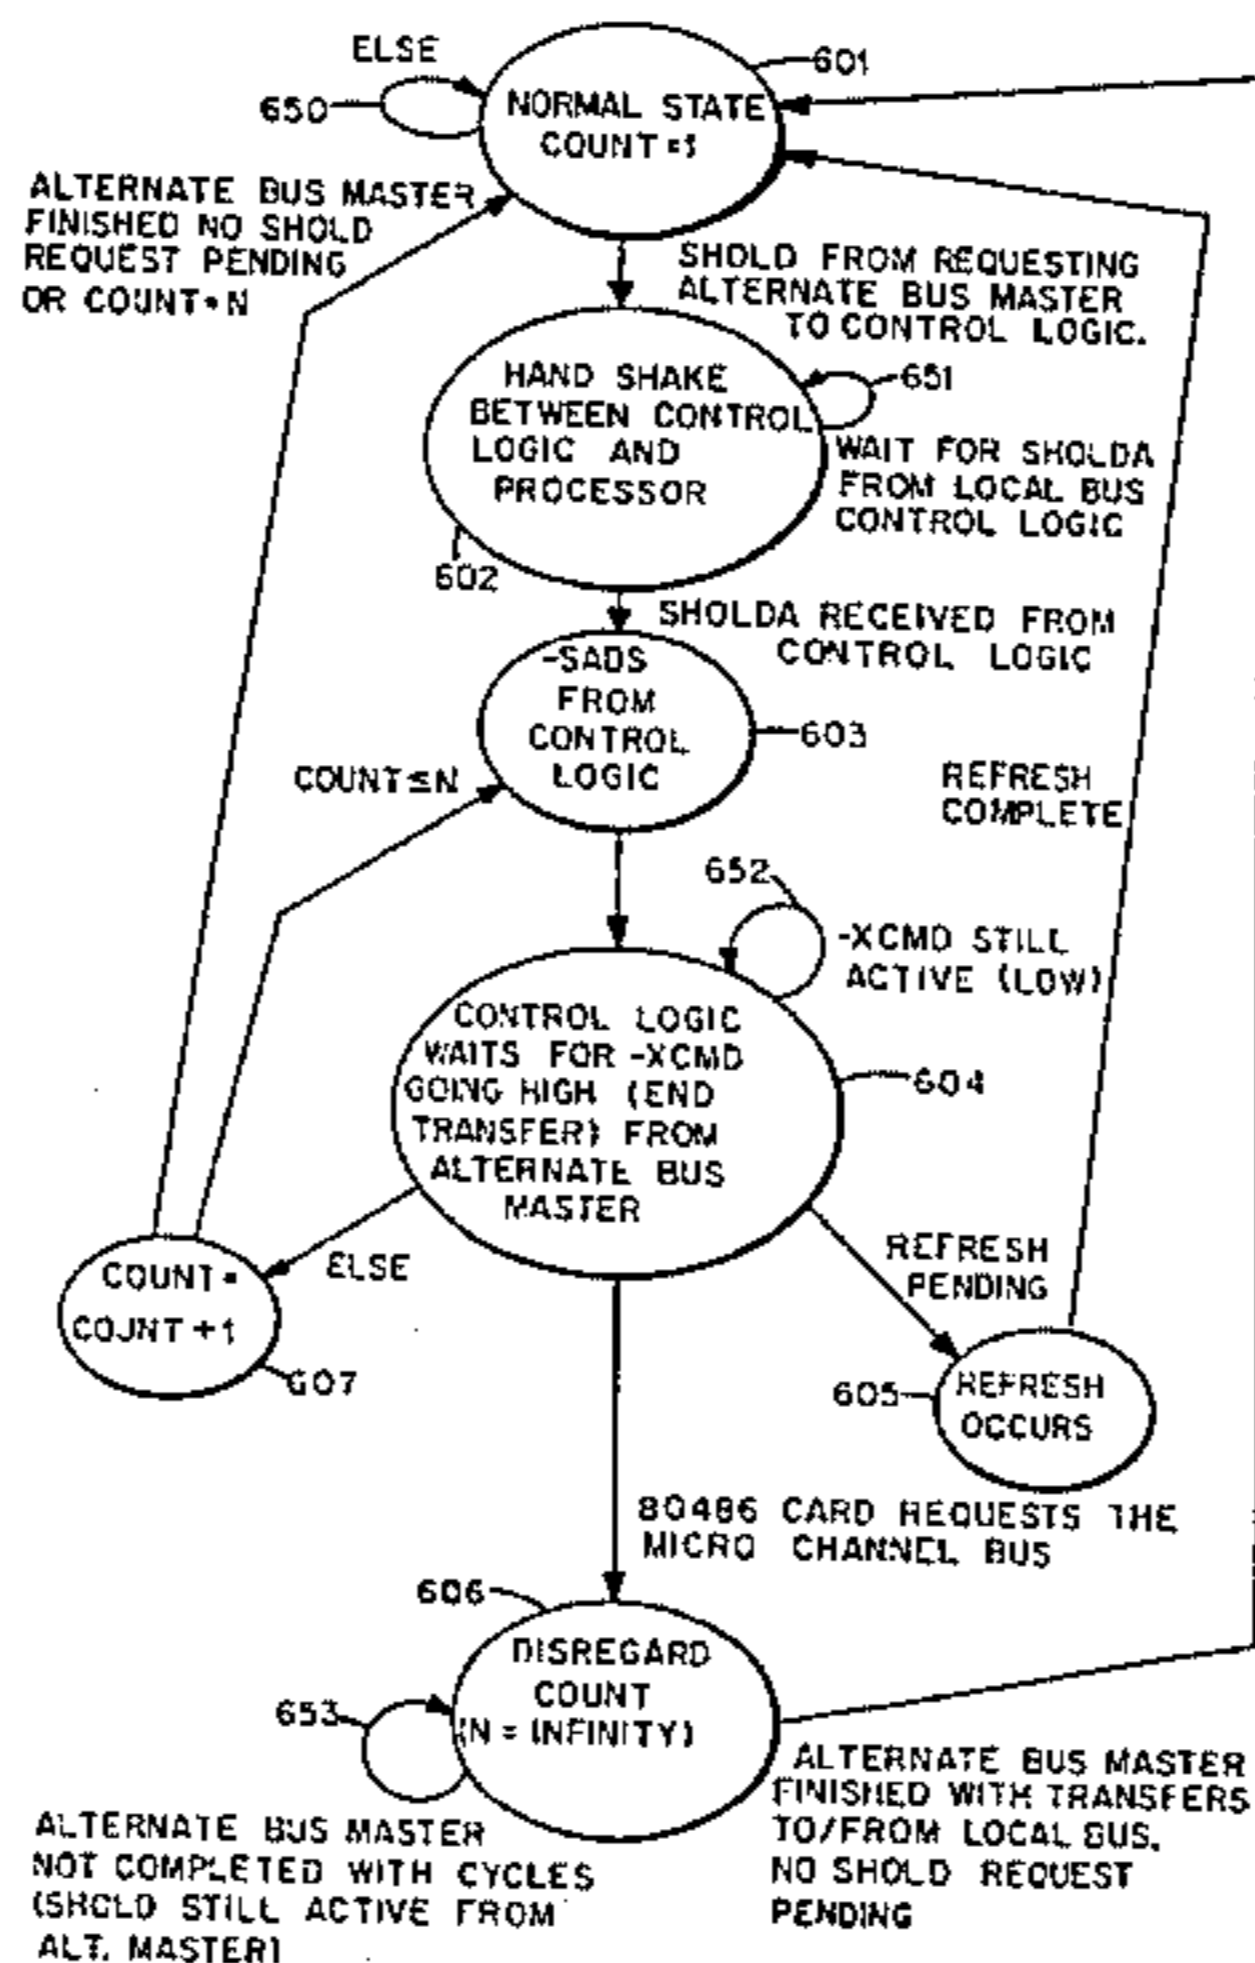 ELSE
601
650
NORMAL STATE
COUNT=1
ALTERNATE BUS MASTER
FINISHED NO SHOLD
REQUEST PENDING
OR COUNT=N
SHOLD FROM REQUESTING
ALTERNATE BUS MASTER
TO CONTROL LOGIC.
HAND SHAKE
BETWEEN CONTROL
LOGIC AND
PROCESSOR
651
WAIT FOR SHOLDA
FROM LOCAL BUS
CONTROL LOGIC
602
SHOLDA RECEIVED FROM
CONTROL LOGIC
-SADS
FROM
CONTROL
LOGIC
603
COUNT≤N
REFRESH
COMPLETE
652
-XCMD STILL
ACTIVE (LOW)
CONTROL LOGIC
WAITS FOR -XCMD
GOING HIGH (END
TRANSFER) FROM
ALTERNATE BUS
MASTER
604
ELSE
COUNT=
COUNT+1
607
REFRESH
PENDING
605
REFRESH
OCCURS
80486 CARD REQUESTS THE
MICRO CHANNEL BUS
606
DISREGARD
COUNT
(N = INFINITY)
653
ALTERNATE BUS MASTER
NOT COMPLETED WITH CYCLES
(SHOLD STILL ACTIVE FROM
ALT. MASTER)
ALTERNATE BUS MASTER
FINISHED WITH TRANSFERS
TO/FROM LOCAL BUS.
NO SHOLD REQUEST
PENDING